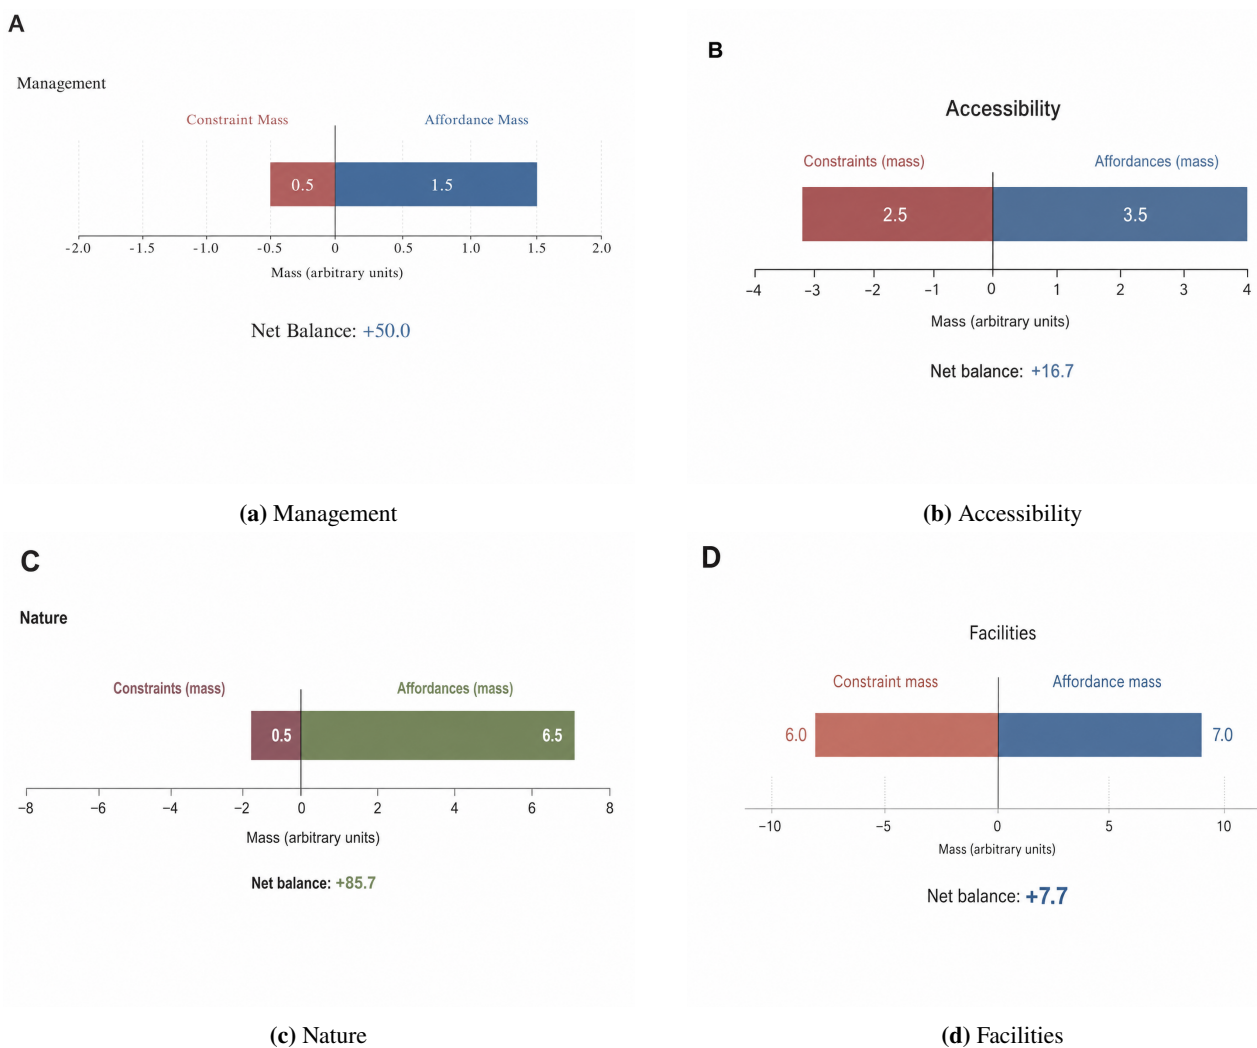 A
Management
Constraint Mass Affordance Mass
0.5 1.5
-2.0 -1.5 -1.0 -0.5 0 0.5 1.0 1.5 2.0
Mass (arbitrary units)
Net Balance: +50.0
(a) Management
B
Accessibility
Constraints (mass) Affordances (mass)
2.5 3.5
−4 −3 −2 −1 0 1 2 3 4
Mass (arbitrary units)
Net balance: +16.7
(b) Accessibility
C
Nature
Constraints (mass) Affordances (mass)
0.5 6.5
−8 −6 −4 −2 0 2 4 6 8
Mass (arbitrary units)
Net balance: +85.7
(c) Nature
D
Facilities
Constraint mass Affordance mass
6.0 7.0
−10 −5 0 5 10
Mass (arbitrary units)
Net balance: +7.7
(d) Facilities